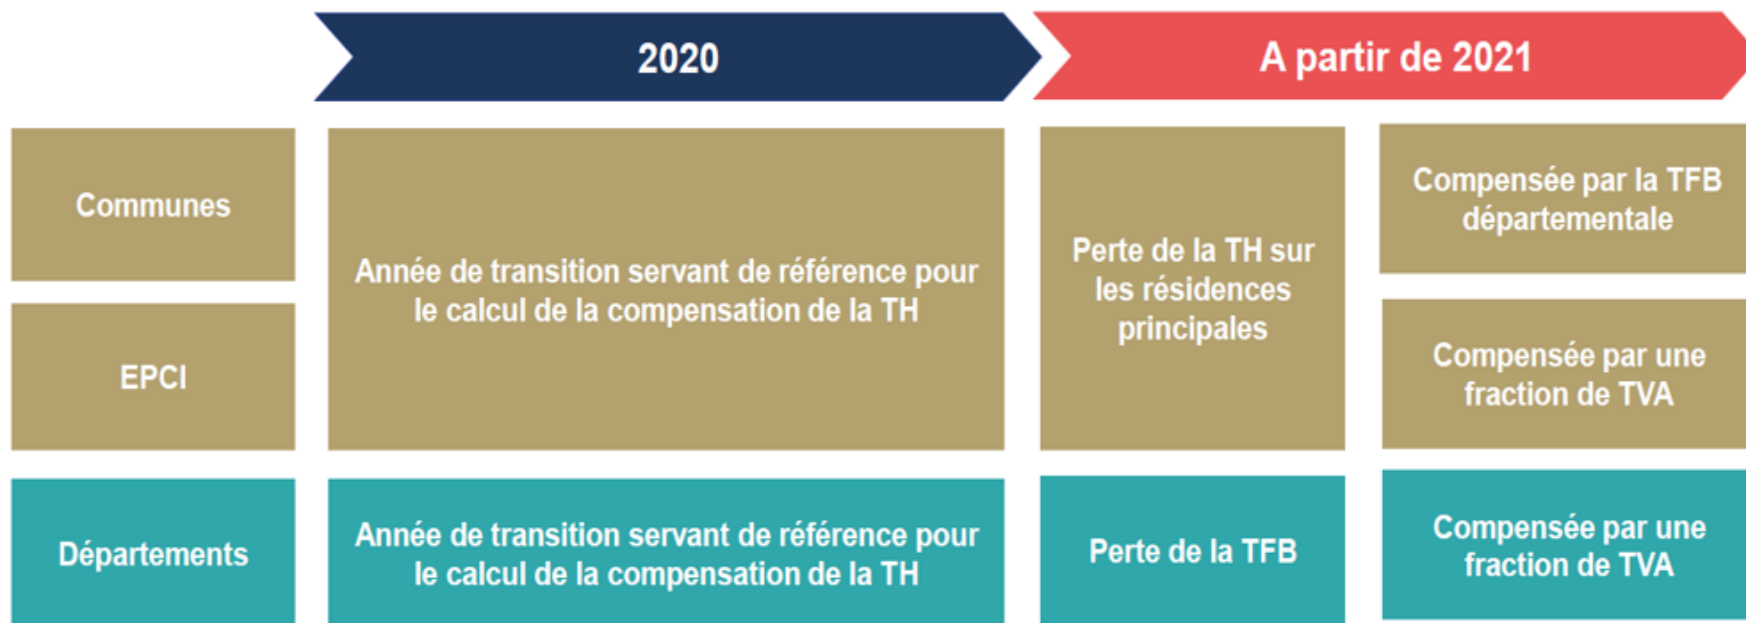 2020
A partir de 2021
Communes
EPCI
Année de transition servant de référence pour
le calcul de la compensation de la TH
Perte de la TH sur
les résidences
principales
Compensée par la TFB
départementale
Compensée par une
fraction de TVA
Départements
Année de transition servant de référence pour
le calcul de la compensation de la TH
Perte de la TFB
Compensée par une
fraction de TVA